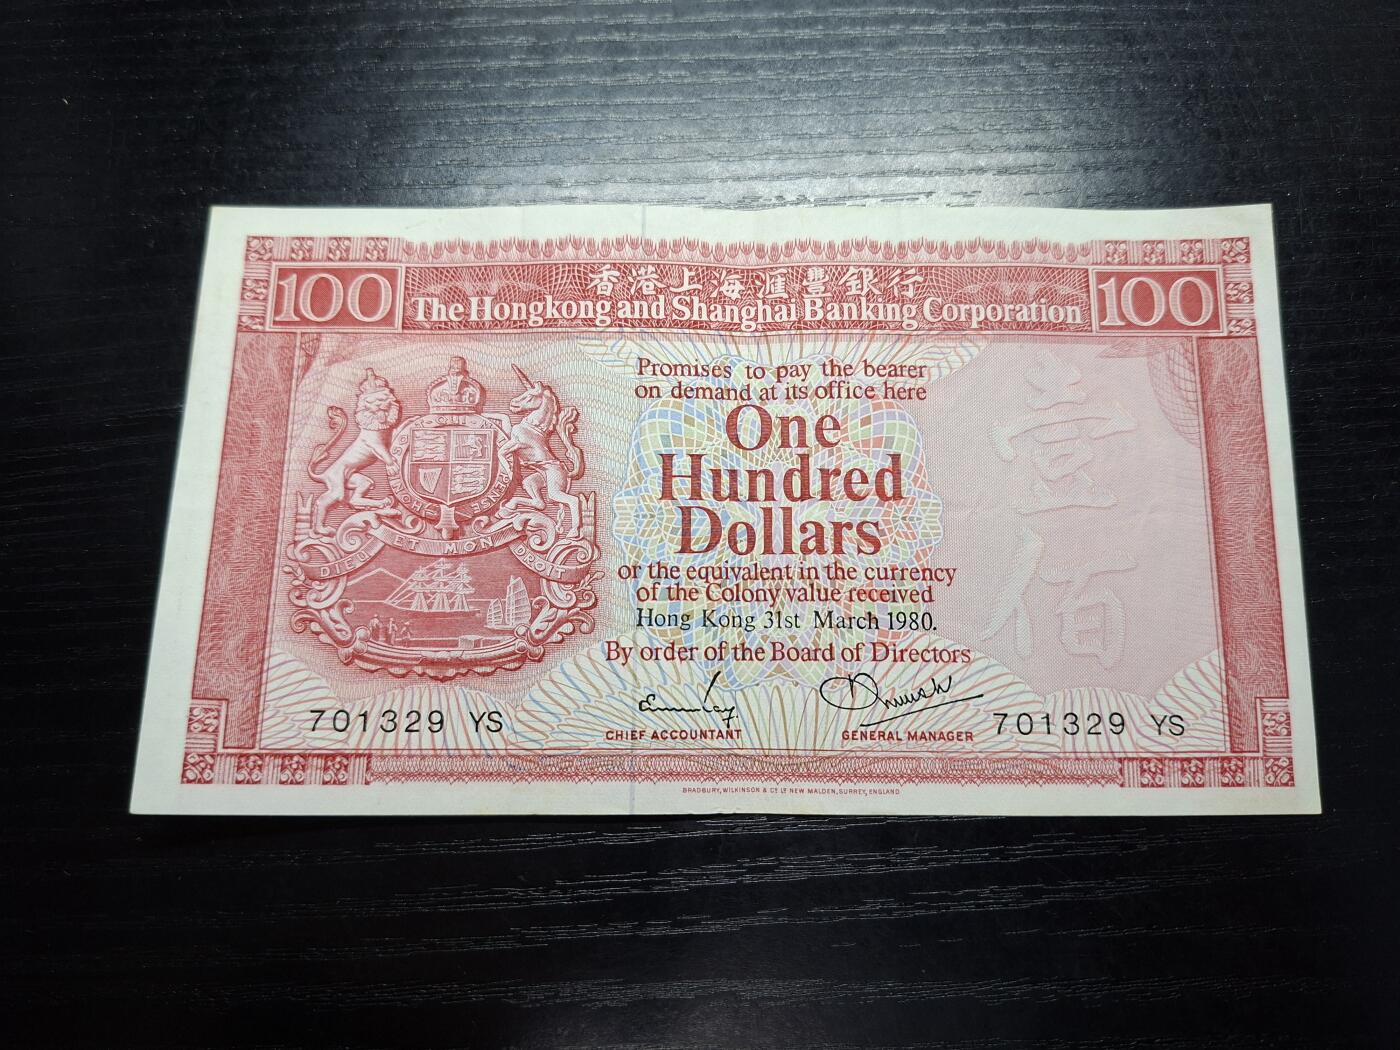 100
香港上海滙豐銀行
100
The Hongkong and Shanghai Banking Corporation
Promises to pay the bearer
on demand at its office here
One
Hundred
Dollars
or the equivalent in the currency
of the Colony value received
Hong Kong 31st March 1980.
By order of the Board of Directors
壹
佰
DIEU ET MON DROIT
701329 YS
CHIEF ACCOUNTANT
GENERAL MANAGER
701329 YS
BRADBURY, WILKINSON & Cº Lº NEW MALDEN, SURREY, ENGLAND